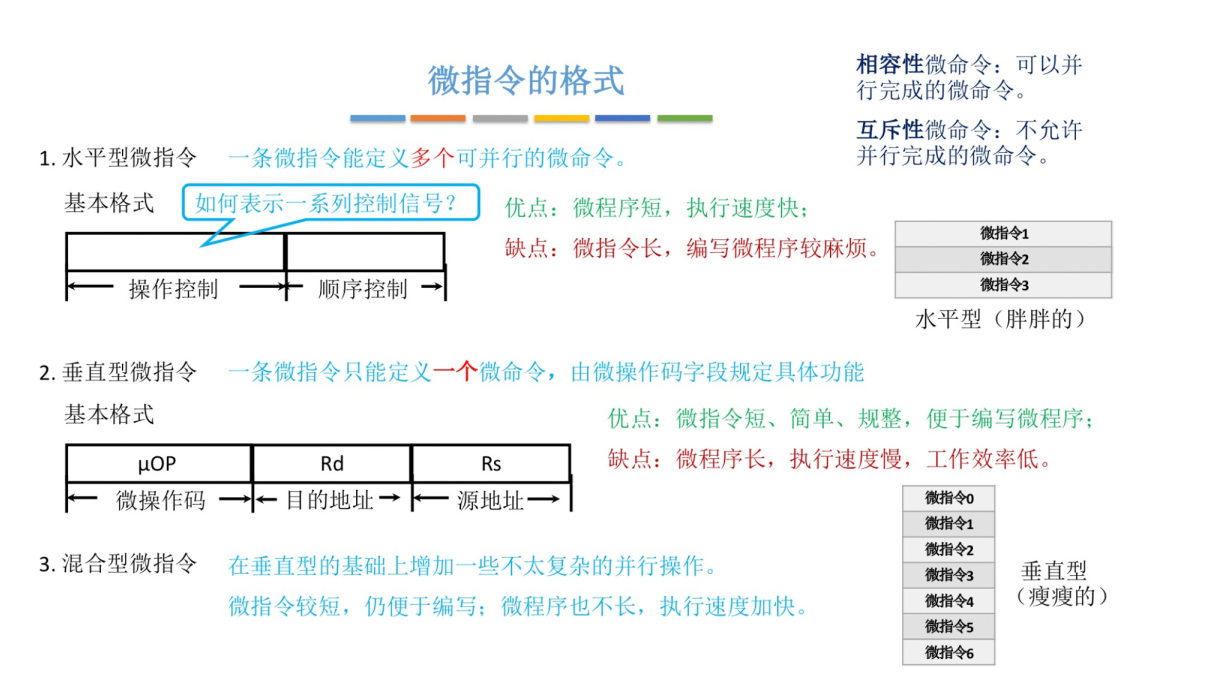 微指令的格式
相容性微命令：可以并
行完成的微命令。
互斥性微命令：不允许
并行完成的微命令。
1. 水平型微指令 一条微指令能定义多个可并行的微命令。
基本格式 如何表示一系列控制信号？
操作控制 顺序控制
优点：微程序短，执行速度快；
缺点：微指令长，编写微程序较麻烦。
微指令1
微指令2
微指令3
水平型（胖胖的）
2. 垂直型微指令 一条微指令只能定义一个微命令，由微操作码字段规定具体功能
基本格式
μOP Rd Rs
微操作码 目的地址 源地址
优点：微指令短、简单、规整，便于编写微程序；
缺点：微程序长，执行速度慢，工作效率低。
微指令0
微指令1
微指令2
微指令3
微指令4
微指令5
微指令6
垂直型
（瘦瘦的）
3. 混合型微指令 在垂直型的基础上增加一些不太复杂的并行操作。
微指令较短，仍便于编写；微程序也不长，执行速度加快。